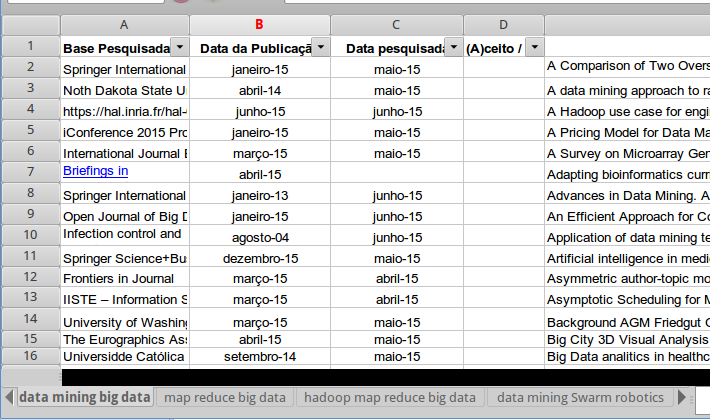 A B C D
1 Base Pesquisada Data da Publicaçã Data pesquisada (A)ceito /
2 Springer International janeiro-15 maio-15 A Comparison of Two Overs
3 Noth Dakota State U abril-14 maio-15 A data mining approach to ra
4 https://hal.inria.fr/hal- junho-15 junho-15 A Hadoop use case for engi
5 iConference 2015 Pro janeiro-15 maio-15 A Pricing Model for Data Ma
6 International Journal março-15 maio-15 A Survey on Microarray Gen
7 Briefings in abril-15 Adapting bioinformatics curri
8 Springer International janeiro-13 junho-15 Advances in Data Mining. A
9 Open Journal of Big D janeiro-15 junho-15 An Efficient Approach for Co
10 Infection control and agosto-04 junho-15 Application of data mining te
11 Springer Science+Bus dezembro-15 maio-15 Artificial intelligence in medi
12 Frontiers in Journal março-15 abril-15 Asymmetric author-topic mo
13 IISTE – Information S março-15 abril-15 Asymptotic Scheduling for M
14 University of Washing março-15 maio-15 Background AGM Friedgut G
15 The Eurographics Ass abril-15 maio-15 Big City 3D Visual Analysis
16 Universidde Católica setembro-14 maio-15 Big Data analitics in healthc
data mining big data map reduce big data hadoop map reduce big data data mining Swarm robotics